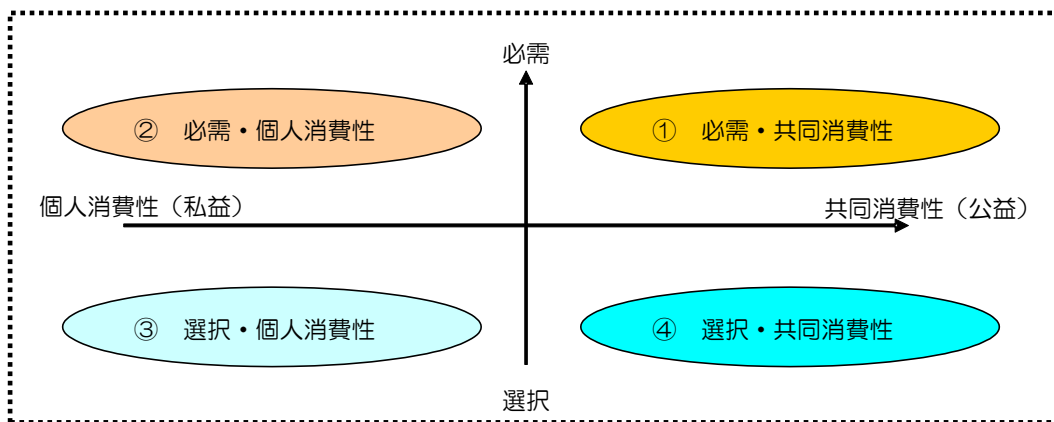 必需
② 必需・個人消費性
① 必需・共同消費性
個人消費性（私益）
共同消費性（公益）
③ 選択・個人消費性
④ 選択・共同消費性
選択